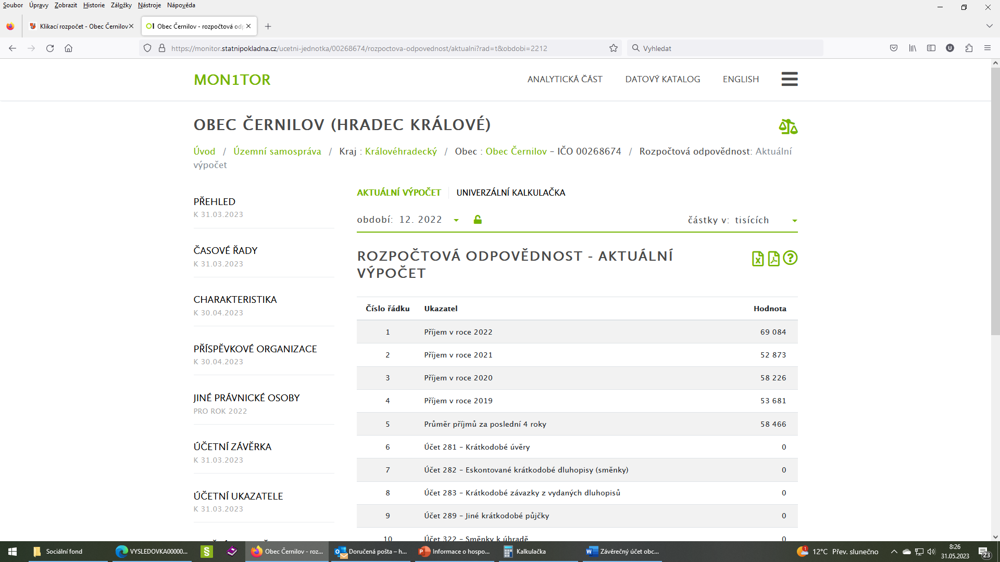 Soubor Úpravy Zobrazit Historie Záložky Nástroje Nápověda
Klikací rozpočet - Obec Černilov
Obec Černilov - rozpočtová odp
https://monitor.statnipokladna.cz/ucetni-jednotka/00268674/rozpoctova-odpovednost/aktualni?rad=t&obdobi=2212
Vyhledat
MON1TOR
ANALYTICKÁ ČÁST DATOVÝ KATALOG ENGLISH
OBEC ČERNILOV (HRADEC KRÁLOVÉ)
Úvod / Územní samospráva / Kraj : Královéhradecký / Obec : Obec Černilov – IČO 00268674 / Rozpočtová odpovědnost: Aktuální
výpočet
PŘEHLED
K 31.03.2023
ČASOVÉ ŘADY
K 31.03.2023
CHARAKTERISTIKA
K 30.04.2023
PŘÍSPĚVKOVÉ ORGANIZACE
K 30.04.2023
JINÉ PRÁVNICKÉ OSOBY
PRO ROK 2022
ÚČETNÍ ZÁVĚRKA
K 31.03.2023
ÚČETNÍ UKAZATELE
K 31.03.2023
AKTUÁLNÍ VÝPOČET UNIVERZÁLNÍ KALKULAČKA
období: 12. 2022 částky v: tisících
ROZPOČTOVÁ ODPOVĚDNOST - AKTUÁLNÍ
VÝPOČET
Číslo řádku Ukazatel Hodnota
1 Příjem v roce 2022 69 084
2 Příjem v roce 2021 52 873
3 Příjem v roce 2020 58 226
4 Příjem v roce 2019 53 681
5 Průměr příjmů za poslední 4 roky 58 466
6 Účet 281 – Krátkodobé úvěry 0
7 Účet 282 – Eskontované krátkodobé dluhopisy (směnky) 0
8 Účet 283 – Krátkodobé závazky z vydaných dluhopisů 0
9 Účet 289 – Jiné krátkodobé půjčky 0
10 Účet 322 – Směnky k úhradě 0
Sociální fond
VYSLEDOVKA00000...
Obec Černilov - roz...
Doručená pošta – h...
Informace o hospo...
Kalkulačka
Závěrečný účet obc...
1 12°C Přev. slunečno
8:26
31.05.2023
23